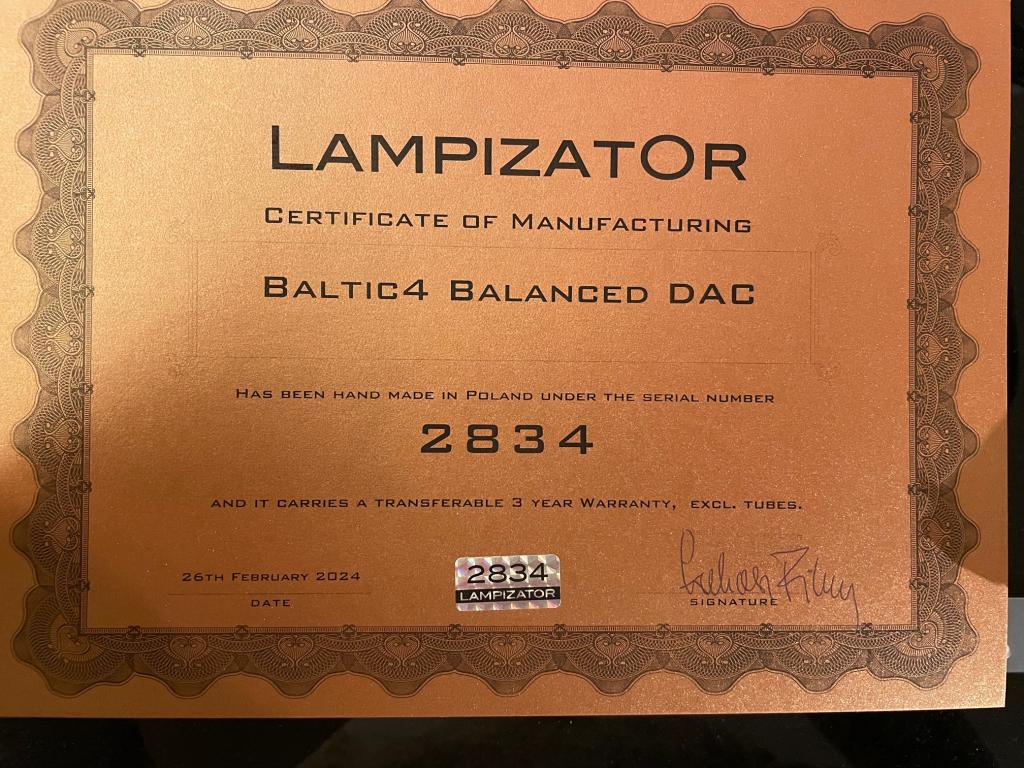 LAMPIZATOR
CERTIFICATE OF MANUFACTURING
BALTIC4 BALANCED DAC
HAS BEEN HAND MADE IN POLAND UNDER THE SERIAL NUMBER
2834
AND IT CARRIES A TRANSFERABLE 3 YEAR WARRANTY, EXCL. TUBES.
26TH FEBRUARY 2024
DATE
2834
LAMPIZATOR
SIGNATURE